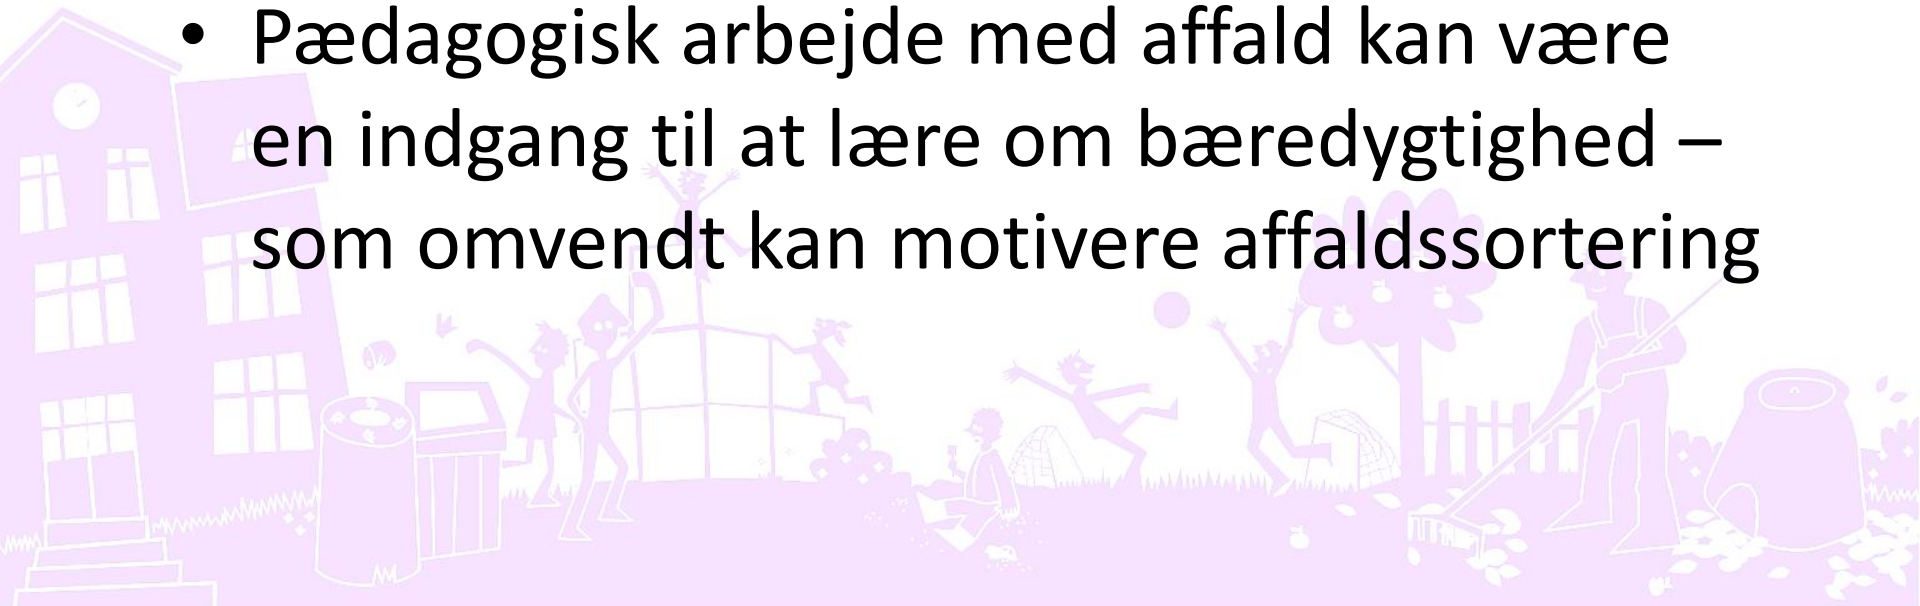 • Pædagogisk arbejde med affald kan være
en indgang til at lære om bæredygtighed –
som omvendt kan motivere affaldssortering